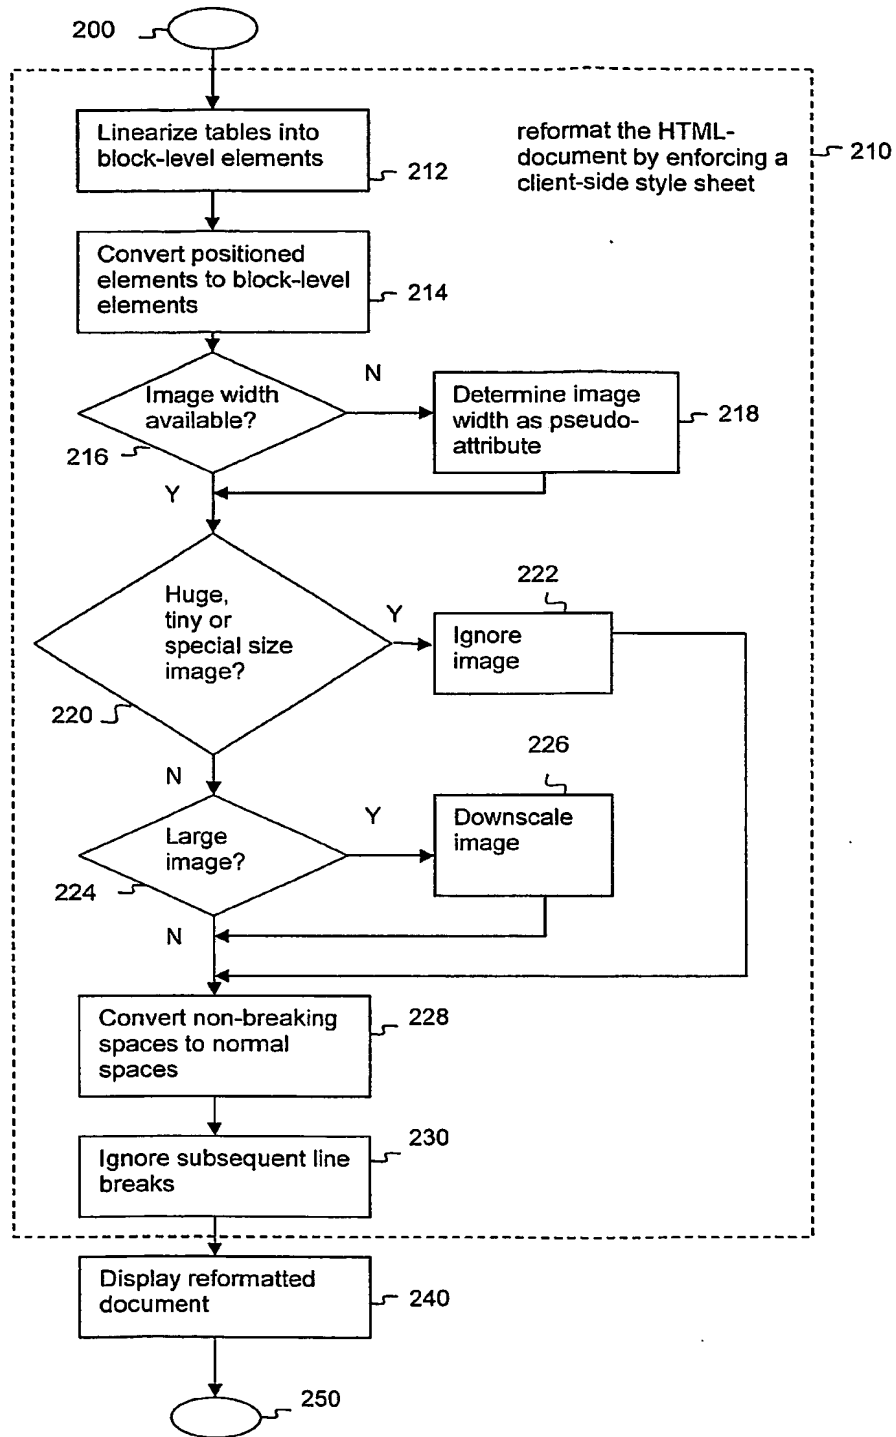 200
Linearize tables into
block-level elements
212
reformat the HTML-
document by enforcing a
client-side style sheet
210
Convert positioned
elements to block-level
elements
214
Image width
available?
216
N
Determine image
width as pseudo-
attribute
218
Y
Huge,
tiny or
special size
image?
220
Y
222
Ignore
image
N
Large
image?
224
Y
226
Downscale
image
N
Convert non-breaking
spaces to normal
spaces
228
Ignore subsequent line
breaks
230
Display reformatted
document
240
250